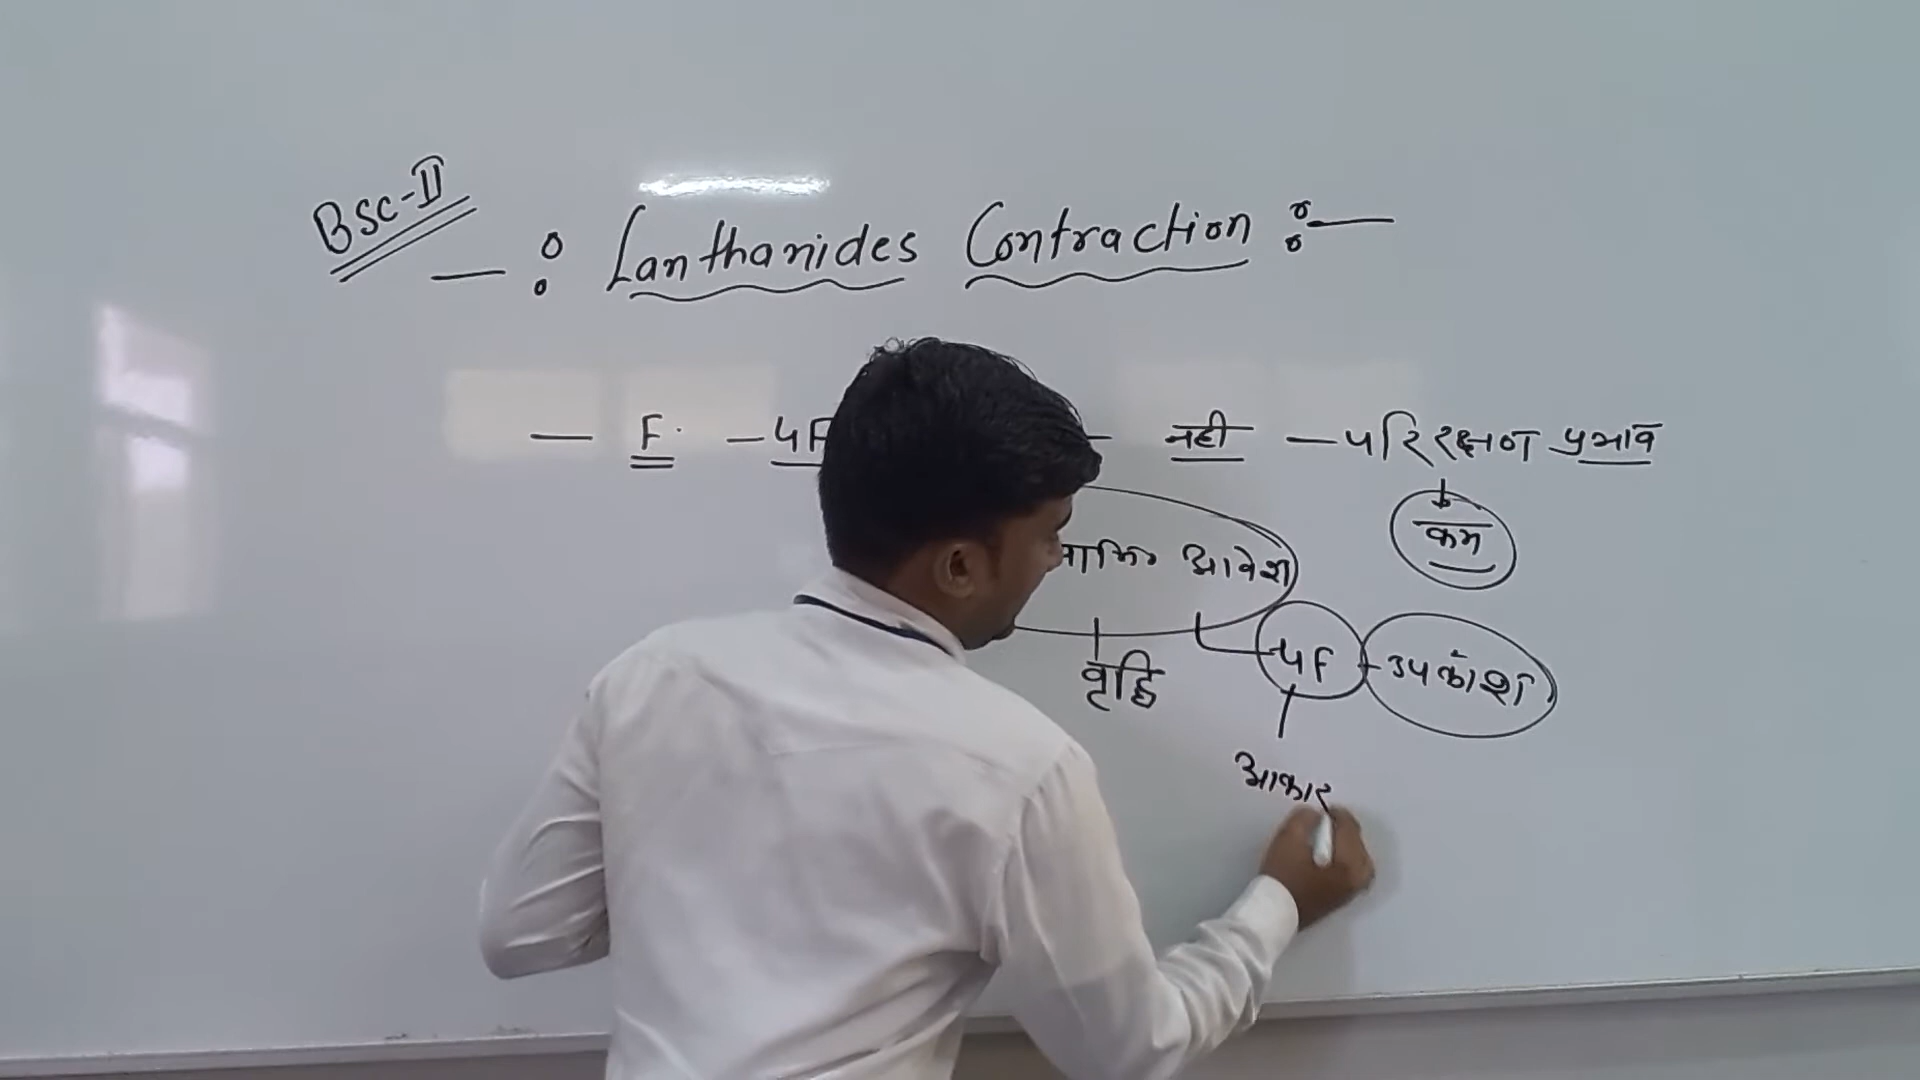 BSc-II
—: Lanthanides Contraction :—
— F. — 4F — नही — परिरक्षण प्रभाव
कम
आवेश
वृद्धि
4F - उपकोश
आकार